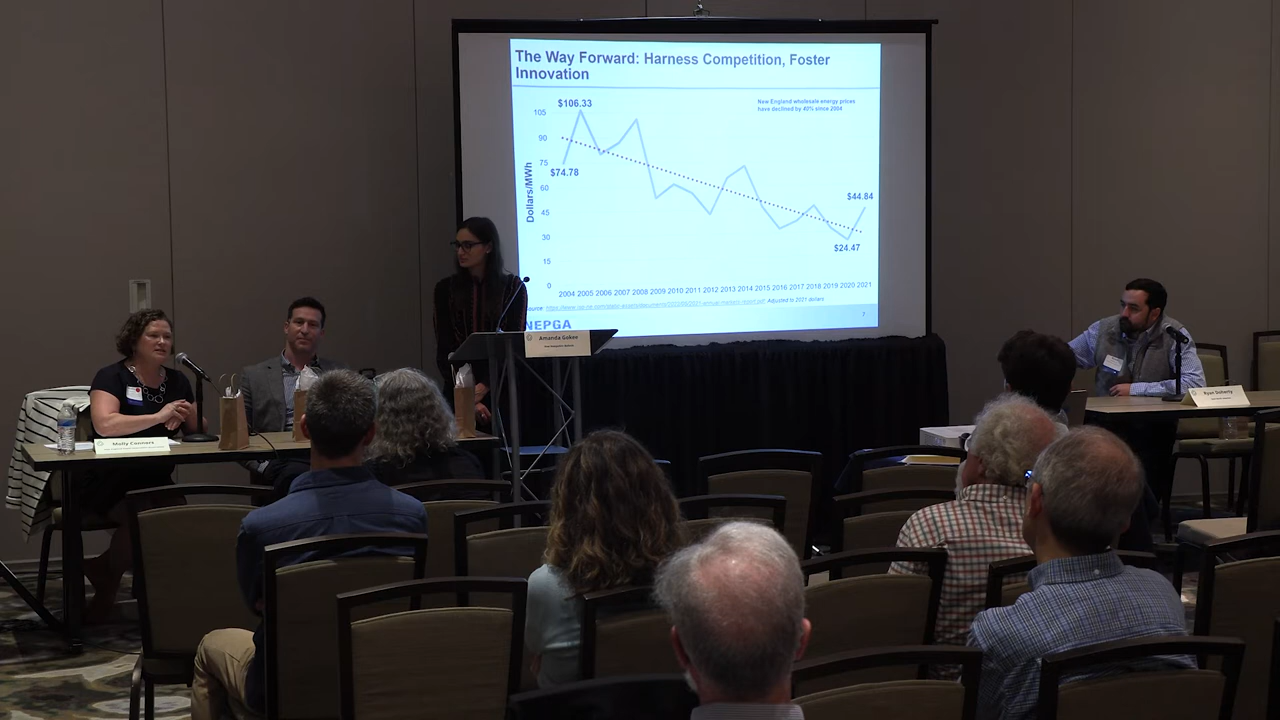 The Way Forward: Harness Competition, Foster
Innovation
New England wholesale energy prices
have declined by 40% since 2004
$106.33
$74.78
$44.84
$24.47
Dollars/MWh
105
90
75
60
45
30
15
0
2004 2005 2006 2007 2008 2009 2010 2011 2012 2013 2014 2015 2016 2017 2018 2019 2020 2021
Adjusted to 2021 dollars
NEPGA
7
Amanda Gokee
Molly Connors
Ryan Doherty